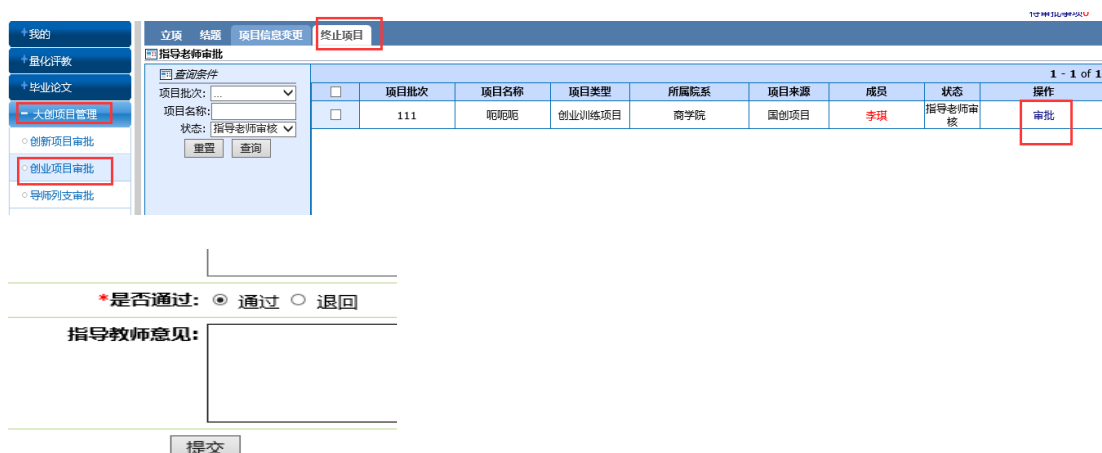 待审批事项0
+我的
+量化评教
+毕业论文
- 大创项目管理
○创新项目审批
○创业项目审批
○导师列支审批
立项 结题 项目信息变更 终止项目
指导老师审批
查询条件
项目批次: ...
项目名称:
状态: 指导老师审核
重置 查询
1 - 1 of 1
项目批次 项目名称 项目类型 所属院系 项目来源 成员 状态 操作
111 呃呃呃 创业训练项目 商学院 国创项目 李琪 指导老师审核 审批
*是否通过: 通过 退回
指导教师意见:
提交